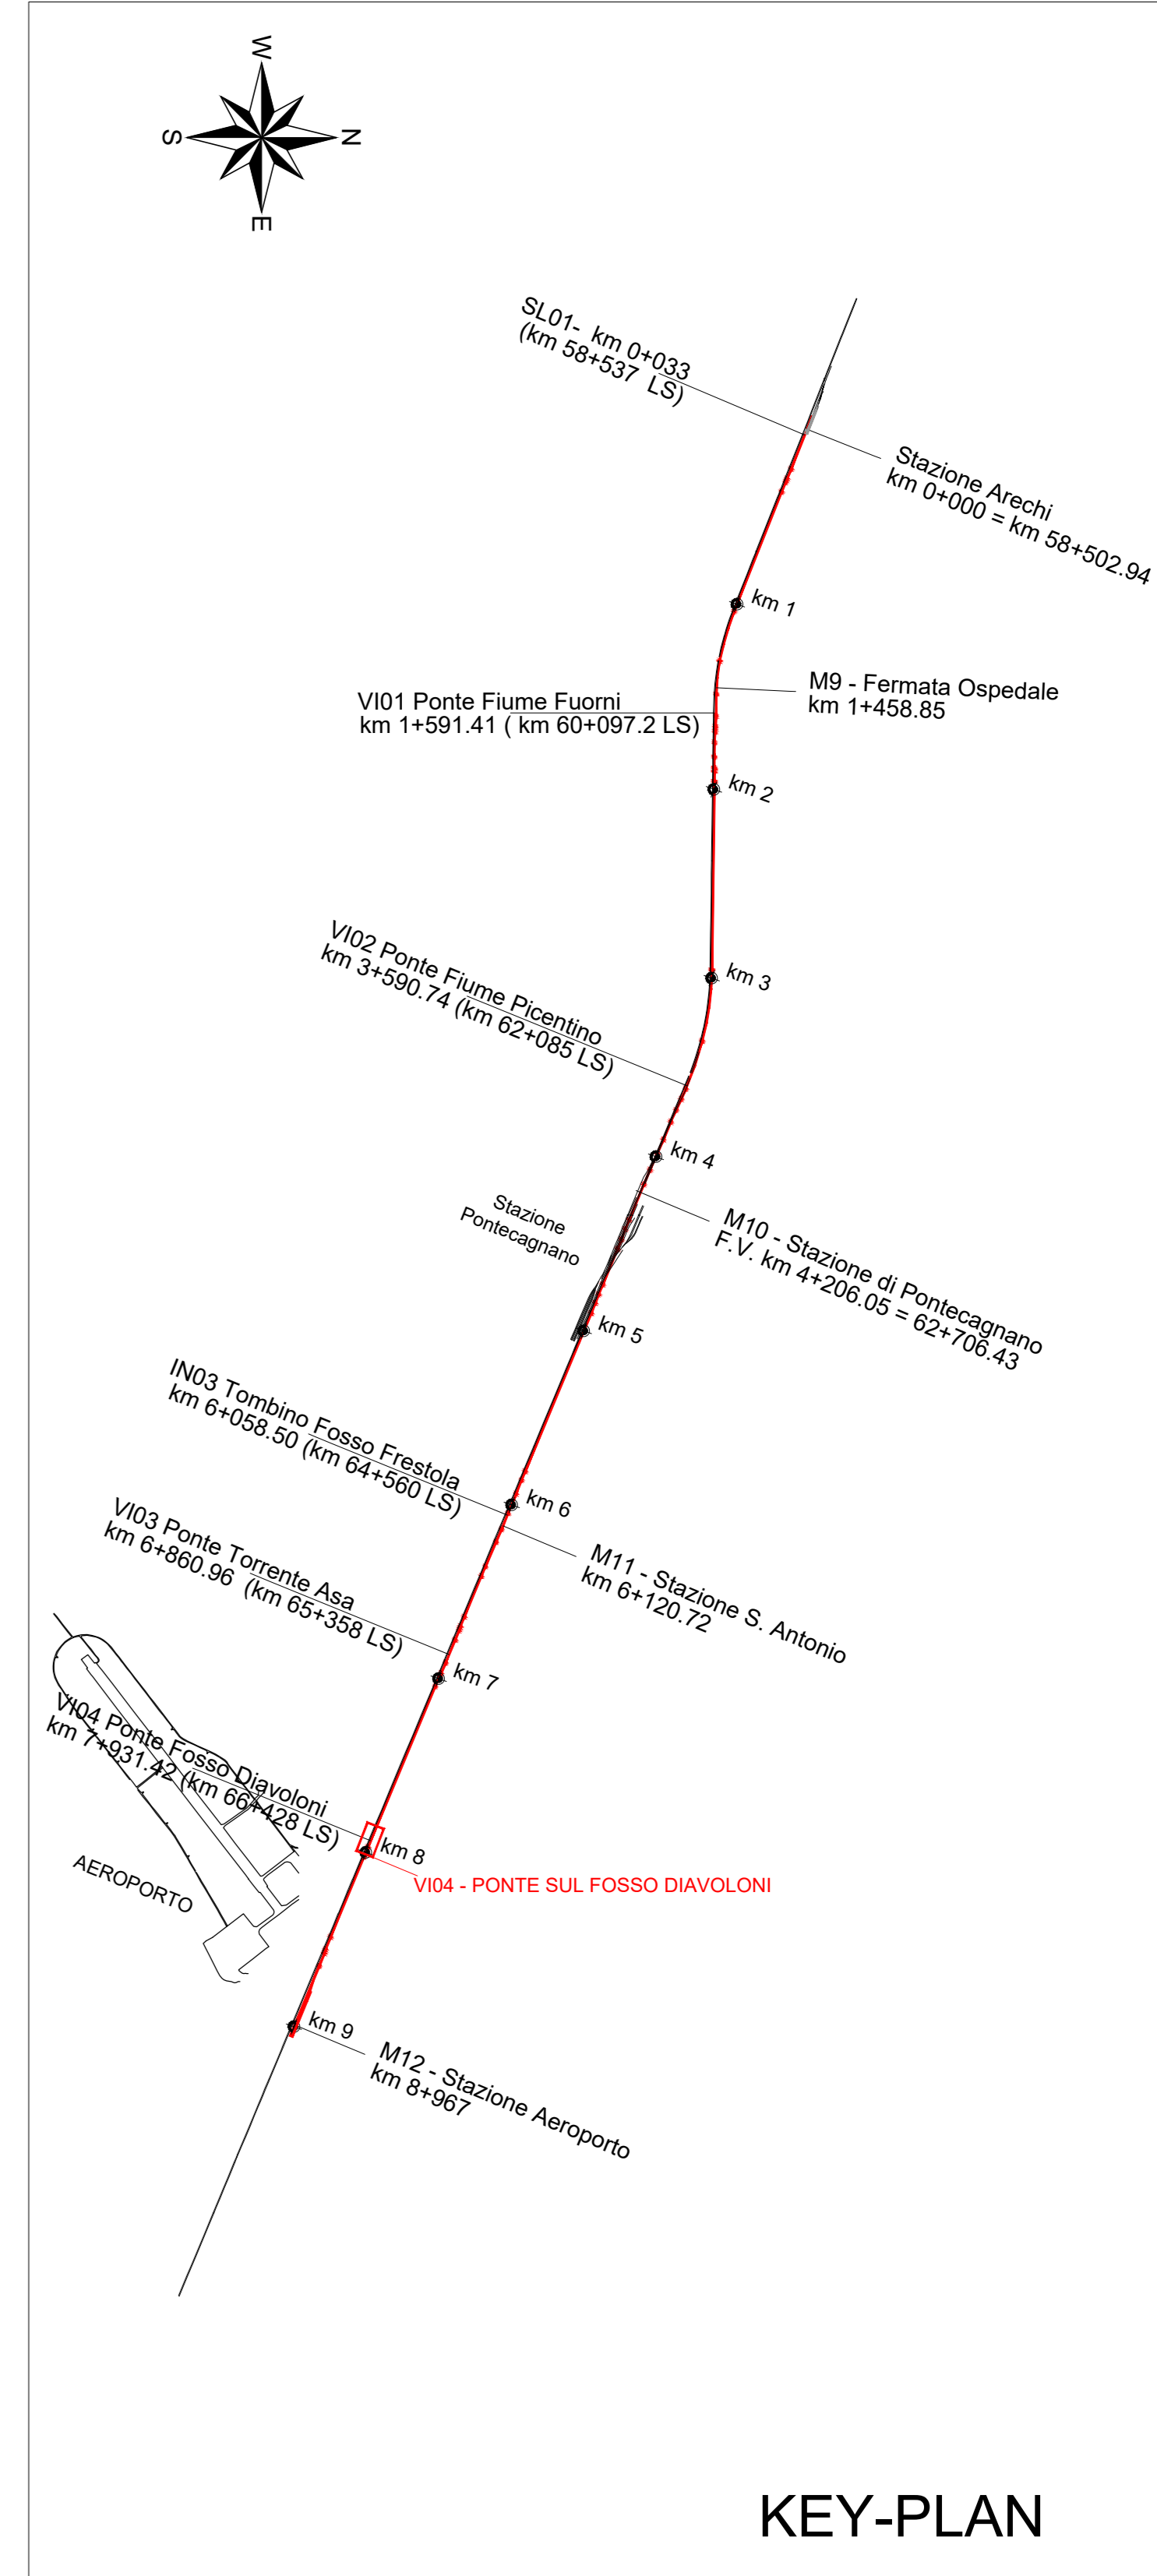 W
S
N
E
SL01-  km 0+033
(km 58+537  LS)
Stazione Arechi
km 0+000 = km 58+502.94
km 1
M9 - Fermata Ospedale
km 1+458.85
VI01 Ponte Fiume Fuorni
km 1+591.41 ( km 60+097.2 LS)
km 2
VI02 Ponte Fiume Picentino
km 3+590.74 (km 62+085 LS)
km 3
km 4
Stazione
Pontecagnano
M10 - Stazione di Pontecagnano
F.V. km 4+206.05 = 62+706.43
km 5
IN03 Tombino Fosso Frestola
km 6+058.50 (km 64+560 LS)
km 6
M11 - Stazione S. Antonio
km 6+120.72
VI03 Ponte Torrente Asa
km 6+860.96  (km 65+358 LS)
km 7
VI04 Ponte Fosso Diavoloni
km 7+931.42 (km 66+428 LS)
km 8
AEROPORTO
VI04 - PONTE SUL FOSSO DIAVOLONI
km 9
M12 - Stazione Aeroporto
km 8+967
KEY-PLAN